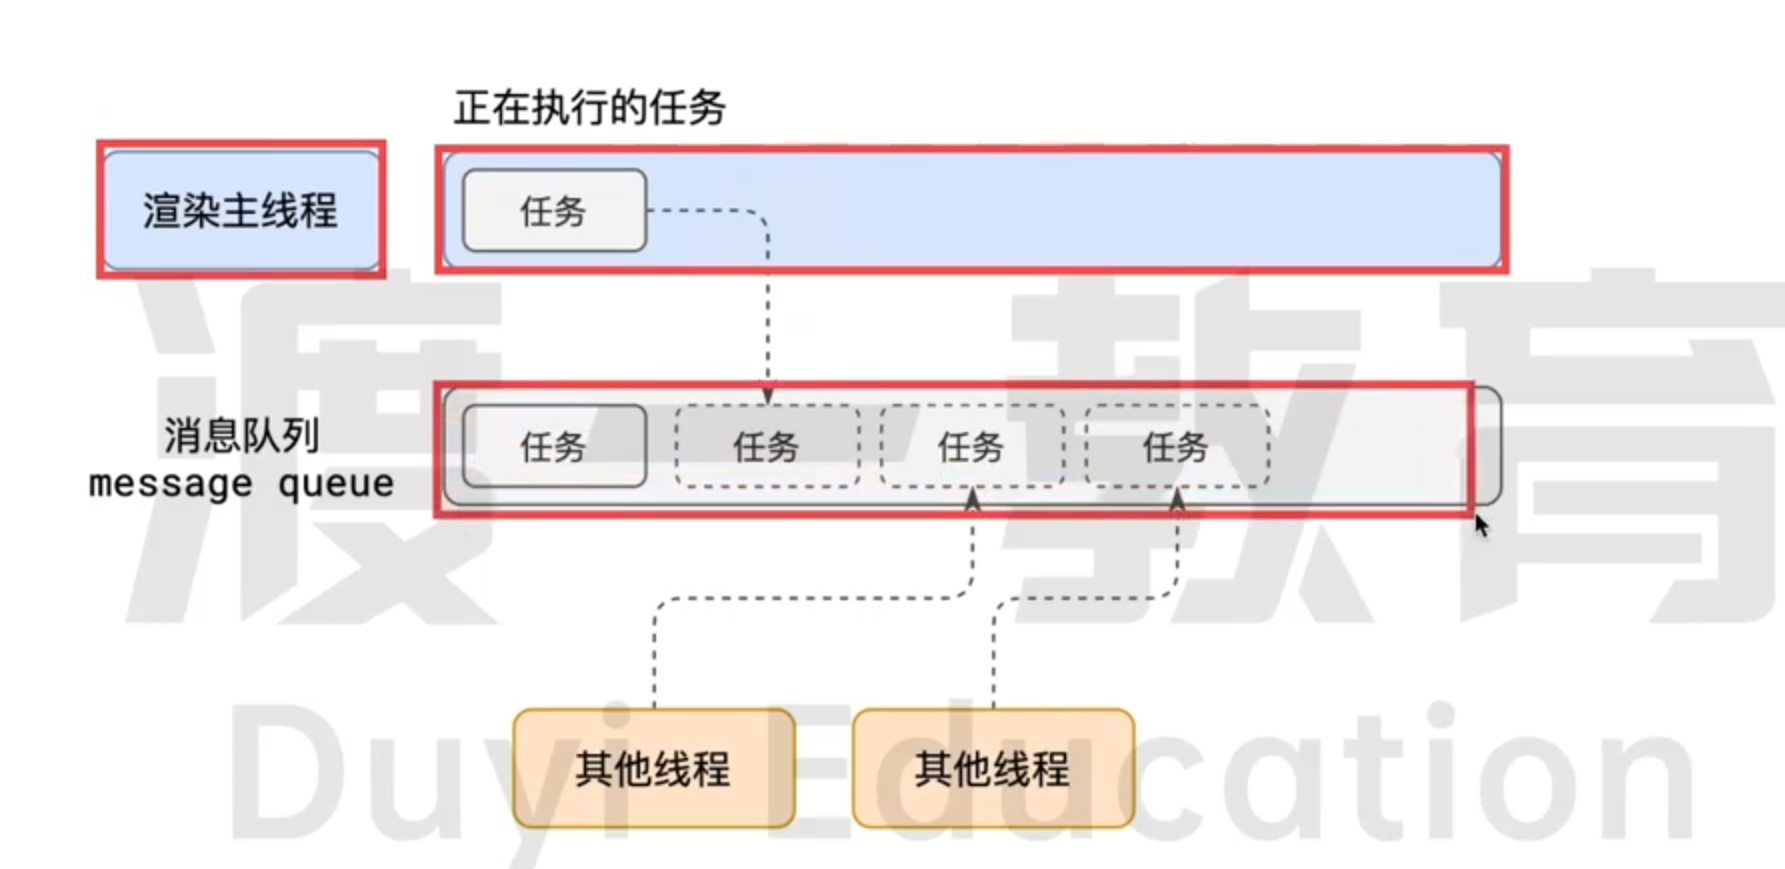 正在执行的任务
渲染主线程
任务
消息队列
message queue
任务
任务
任务
任务
其他线程
其他线程
渡一教育
Duyi Education